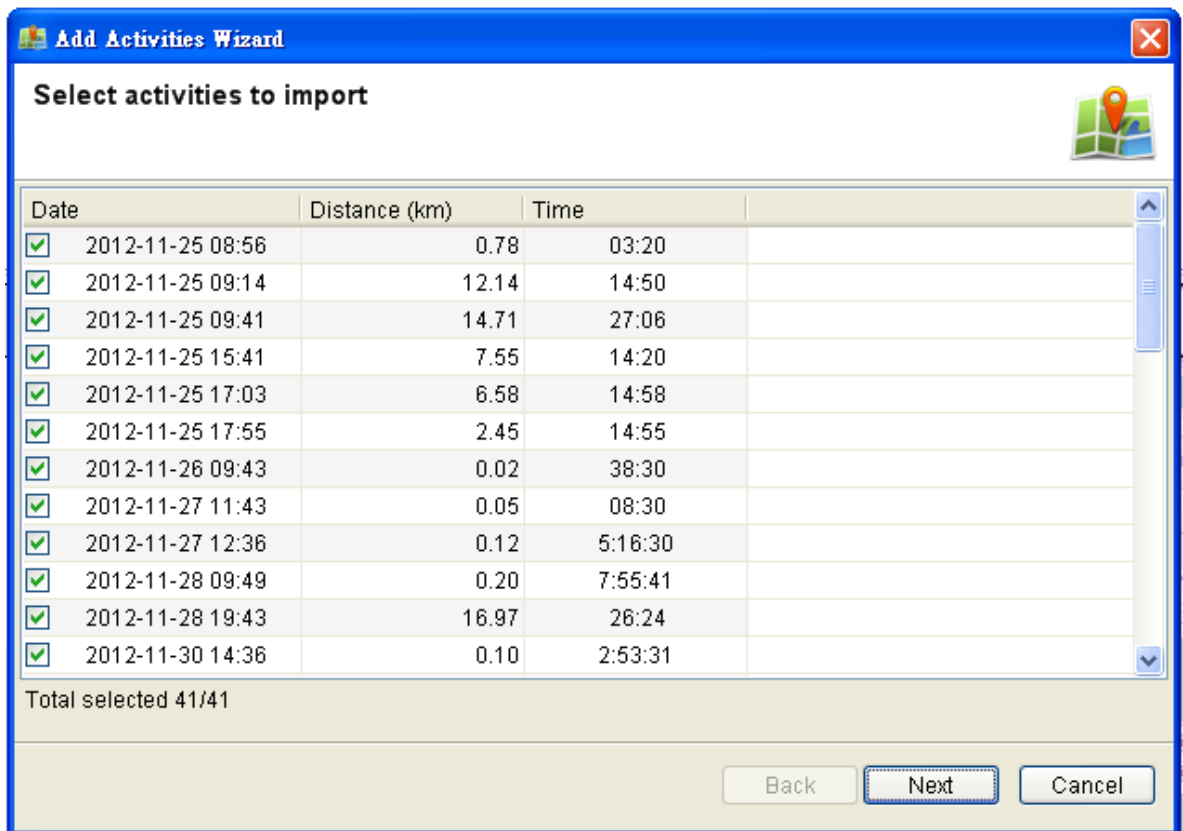 Add Activities Wizard
Select activities to import
Date Distance (km) Time
2012-11-25 08:56 0.78 03:20
2012-11-25 09:14 12.14 14:50
2012-11-25 09:41 14.71 27:06
2012-11-25 15:41 7.55 14:20
2012-11-25 17:03 6.58 14:58
2012-11-25 17:55 2.45 14:55
2012-11-26 09:43 0.02 38:30
2012-11-27 11:43 0.05 08:30
2012-11-27 12:36 0.12 5:16:30
2012-11-28 09:49 0.20 7:55:41
2012-11-28 19:43 16.97 26:24
2012-11-30 14:36 0.10 2:53:31
Total selected 41/41
Back Next Cancel